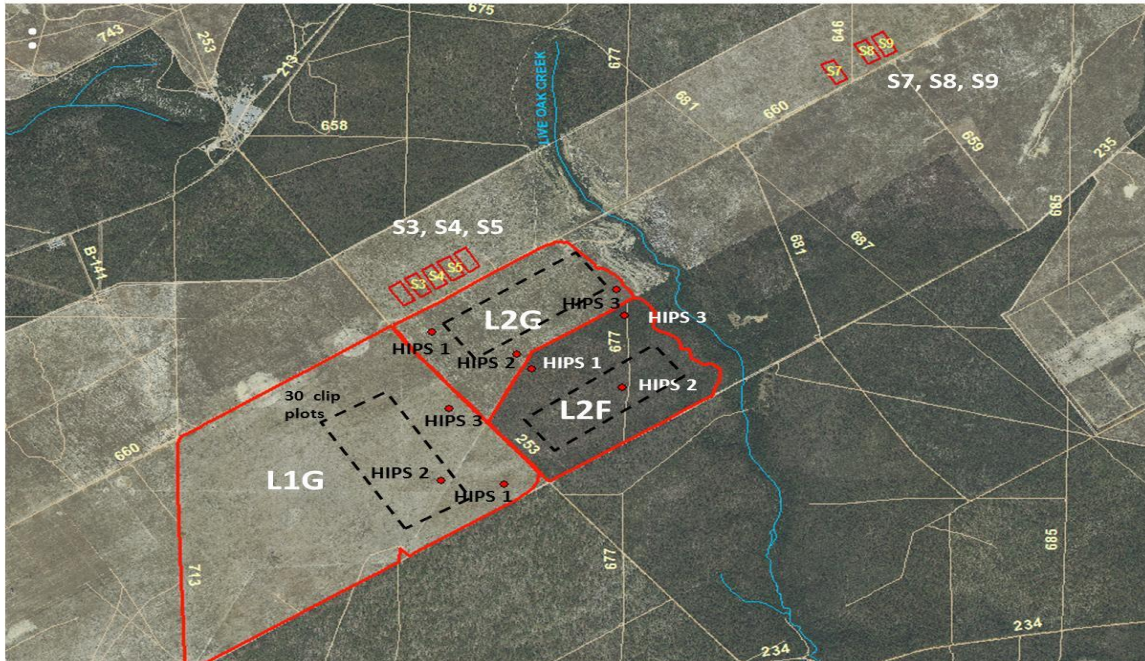 675
743
253
213
646
S8
S9
S7
677
S7, S8, S9
681
660
LIVE OAK CREEK
658
659
235
685
S3, S4, S5
B-141
S3
S4
S5
681
687
HIPS 3
L2G
HIPS 3
HIPS 1
677
HIPS 2
HIPS 1
30 clip
plots
HIPS 2
HIPS 3
L2F
253
660
HIPS 2
L1G
HIPS 1
677
685
713
234
234